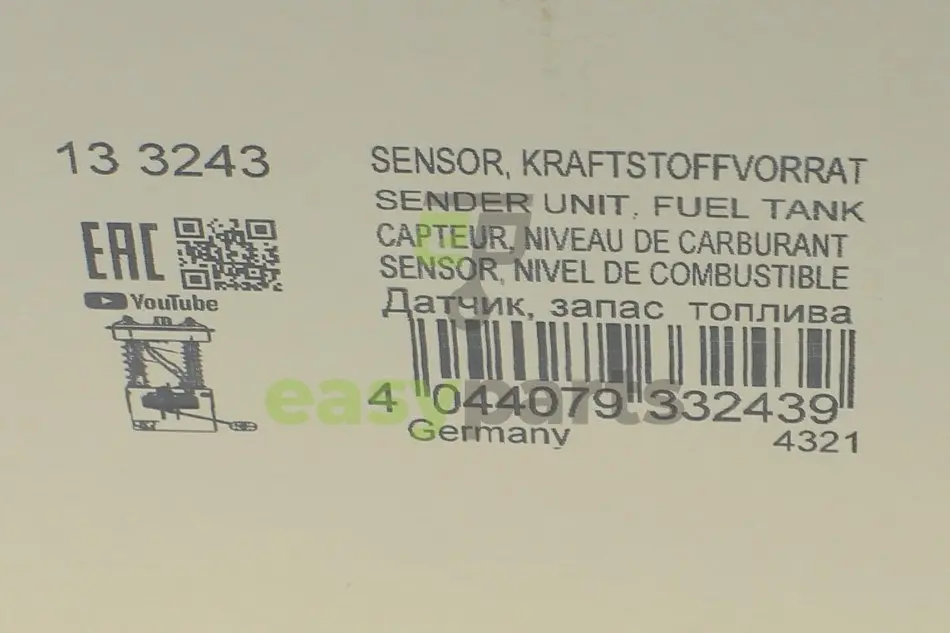 13 3243
SENSOR, KRAFTSTOFFVORRAT
SENDER UNIT, FUEL TANK
CAPTEUR, NIVEAU DE CARBURANT
SENSOR, NIVEL DE COMBUSTIBLE
Датчик, запас топлива
EAC
YouTube
4 044079 332439
Germany
4321
easyparts